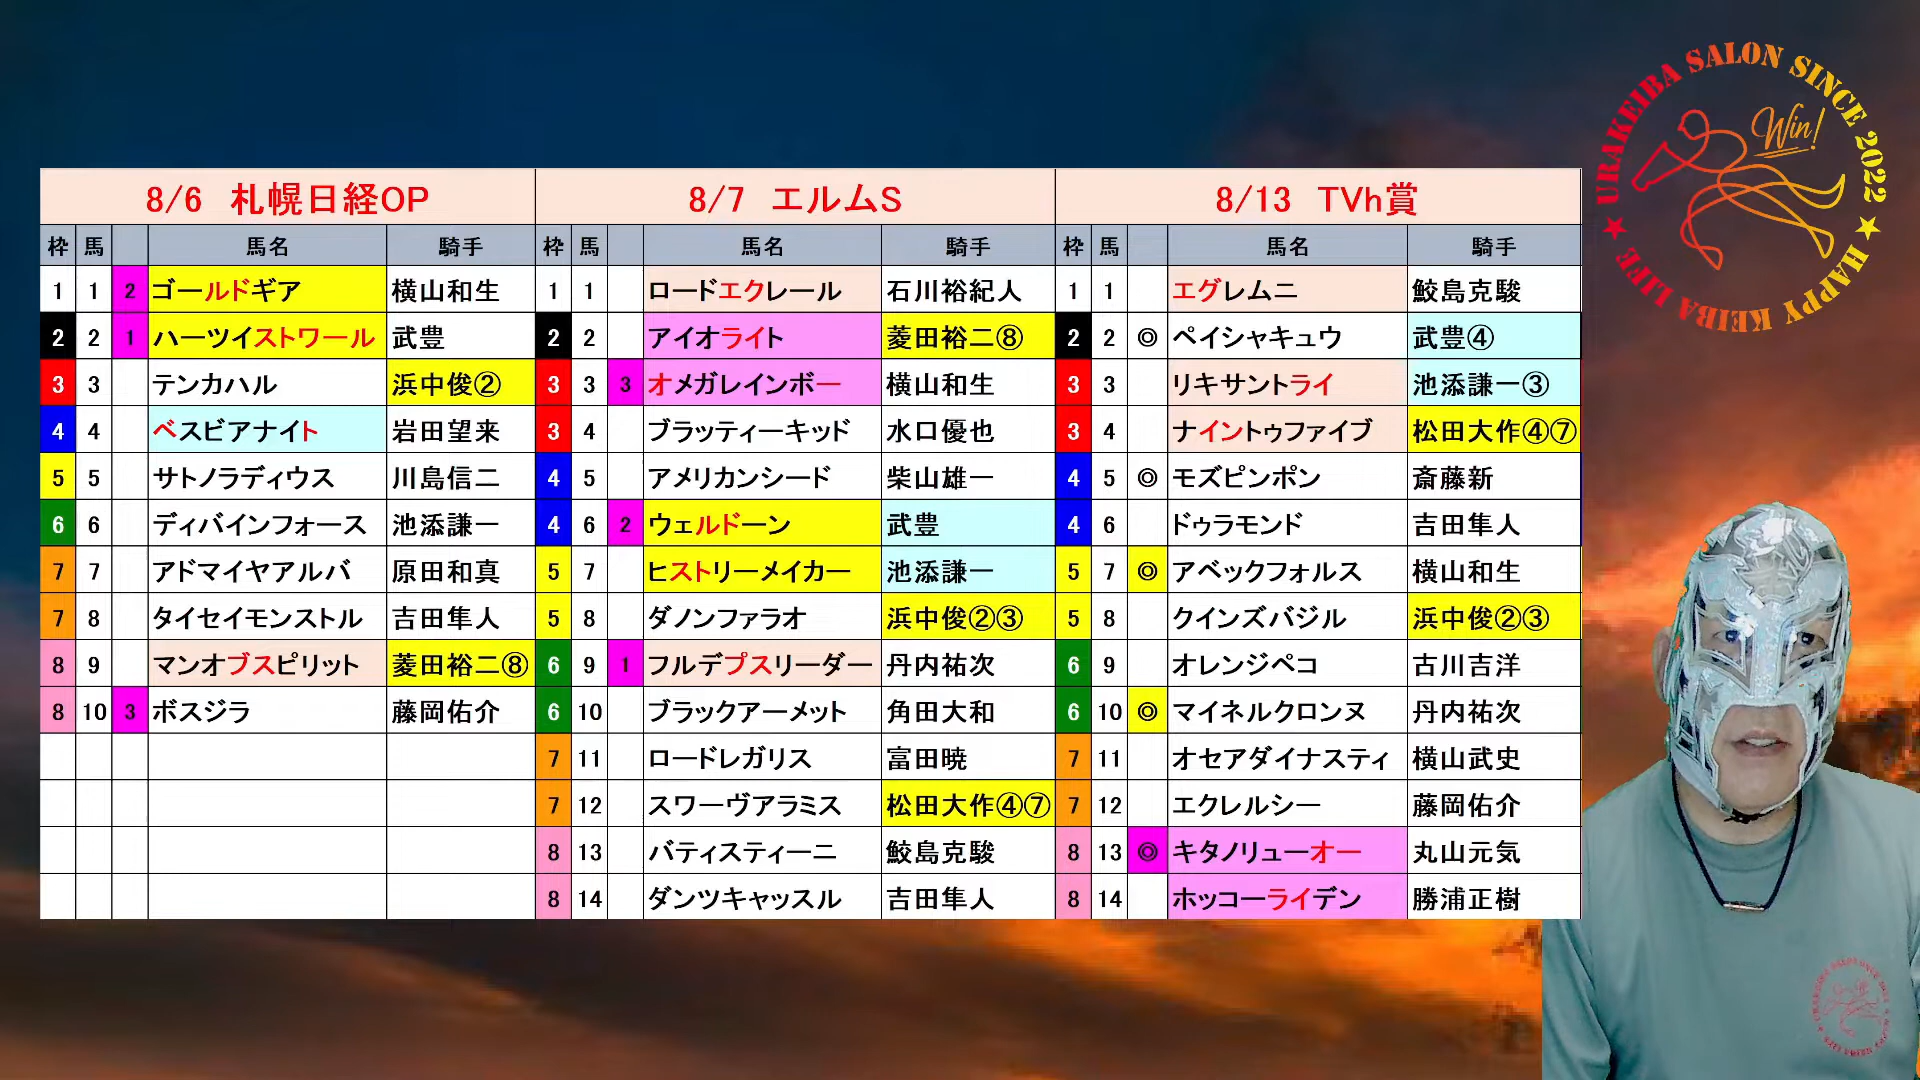 URAKEIBA SALON SINCE 2022 ★ HAPPY KEIBA LIFE ★
Win!
8/6 札幌日経OP 8/7 エルムS 8/13 TVh賞
枠 馬 馬名 騎手 枠 馬 馬名 騎手 枠 馬 馬名 騎手
1 1 2 ゴールドギア 横山和生 1 1 ロードエクレール 石川裕紀人 1 1 エグレムニ 鮫島克駿
2 2 1 ハーツイストワール 武豊 2 2 アイオライト 菱田裕二⑧ 2 2 ◎ ペイシャキュウ 武豊④
3 3 テンカハル 浜中俊② 3 3 3 オメガレインボー 横山和生 3 3 リキサントライ 池添謙一③
4 4 ベスビアナイト 岩田望来 3 4 ブラッティーキッド 水口優也 3 4 ナイントゥファイブ 松田大作④⑦
5 5 サトノラディウス 川島信二 4 5 アメリカンシード 柴山雄一 4 5 ◎ モズピンポン 斎藤新
6 6 ディバインフォース 池添謙一 4 6 2 ウェルドーン 武豊 4 6 ドゥラモンド 吉田隼人
7 7 アドマイヤアルバ 原田和真 5 7 ヒストリーメイカー 池添謙一 5 7 ◎ アベックフォルス 横山和生
7 8 タイセイモンストル 吉田隼人 5 8 ダノンファラオ 浜中俊②③ 5 8 クインズバジル 浜中俊②③
8 9 マンオブスピリット 菱田裕二⑧ 6 9 1 フルデプスリーダー 丹内祐次 6 9 オレンジペコ 古川吉洋
8 10 3 ボスジラ 藤岡佑介 6 10 ブラックアーメット 角田大和 6 10 ◎ マイネルクロンヌ 丹内祐次
7 11 ロードレガリス 富田暁 7 11 オセアダイナスティ 横山武史
7 12 スワーヴアラミス 松田大作④⑦ 7 12 エクレルシー 藤岡佑介
8 13 バティスティーニ 鮫島克駿 8 13 ◎ キタノリューオー 丸山元気
8 14 ダンツキャッスル 吉田隼人 8 14 ホッコーライデン 勝浦正樹